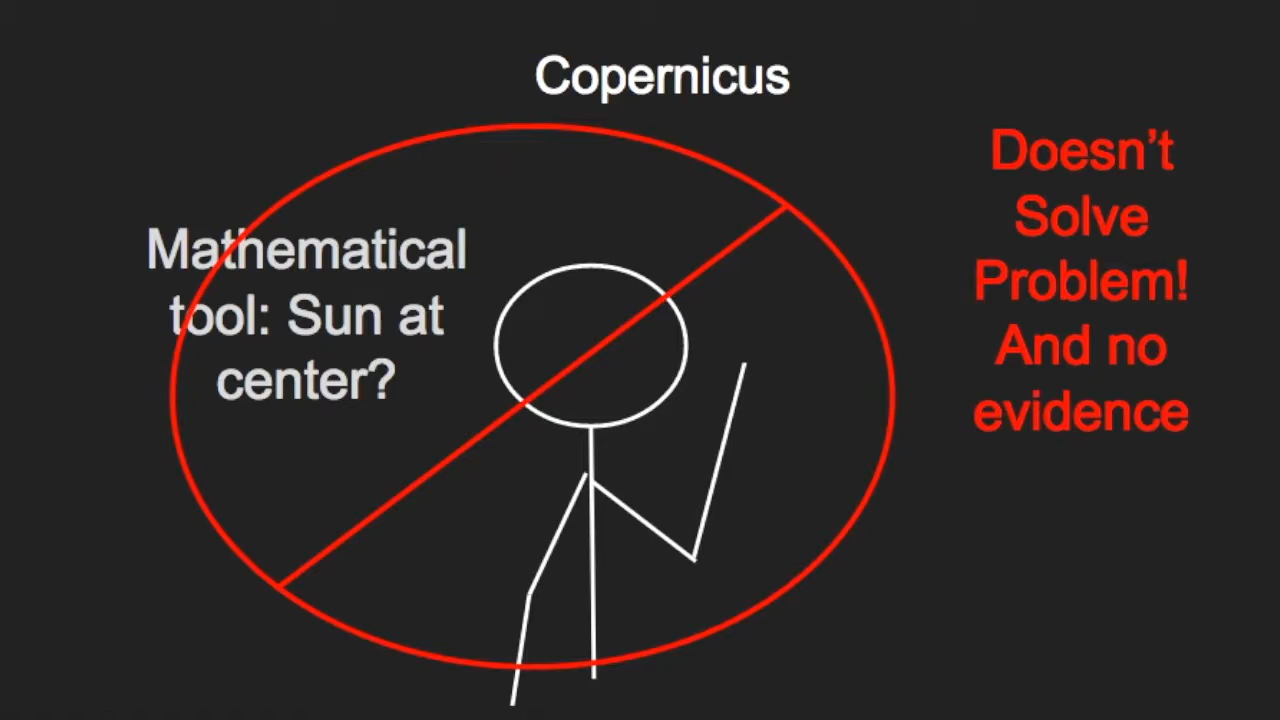 Copernicus
Mathematical
tool: Sun at
center?
Doesn’t
Solve
Problem!
And no
evidence